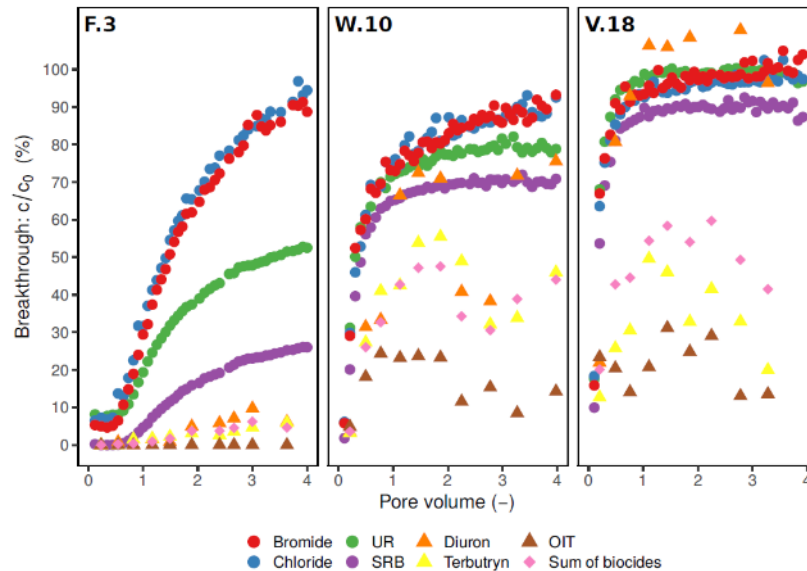 F.3 W.10 V.18
Breakthrough: c/c0 (%)
100
90
80
70
60
50
40
30
20
10
0
0 1 2 3 4 0 1 2 3 4 0 1 2 3 4
Pore volume (−)
Bromide UR Diuron OIT
Chloride SRB Terbutryn Sum of biocides